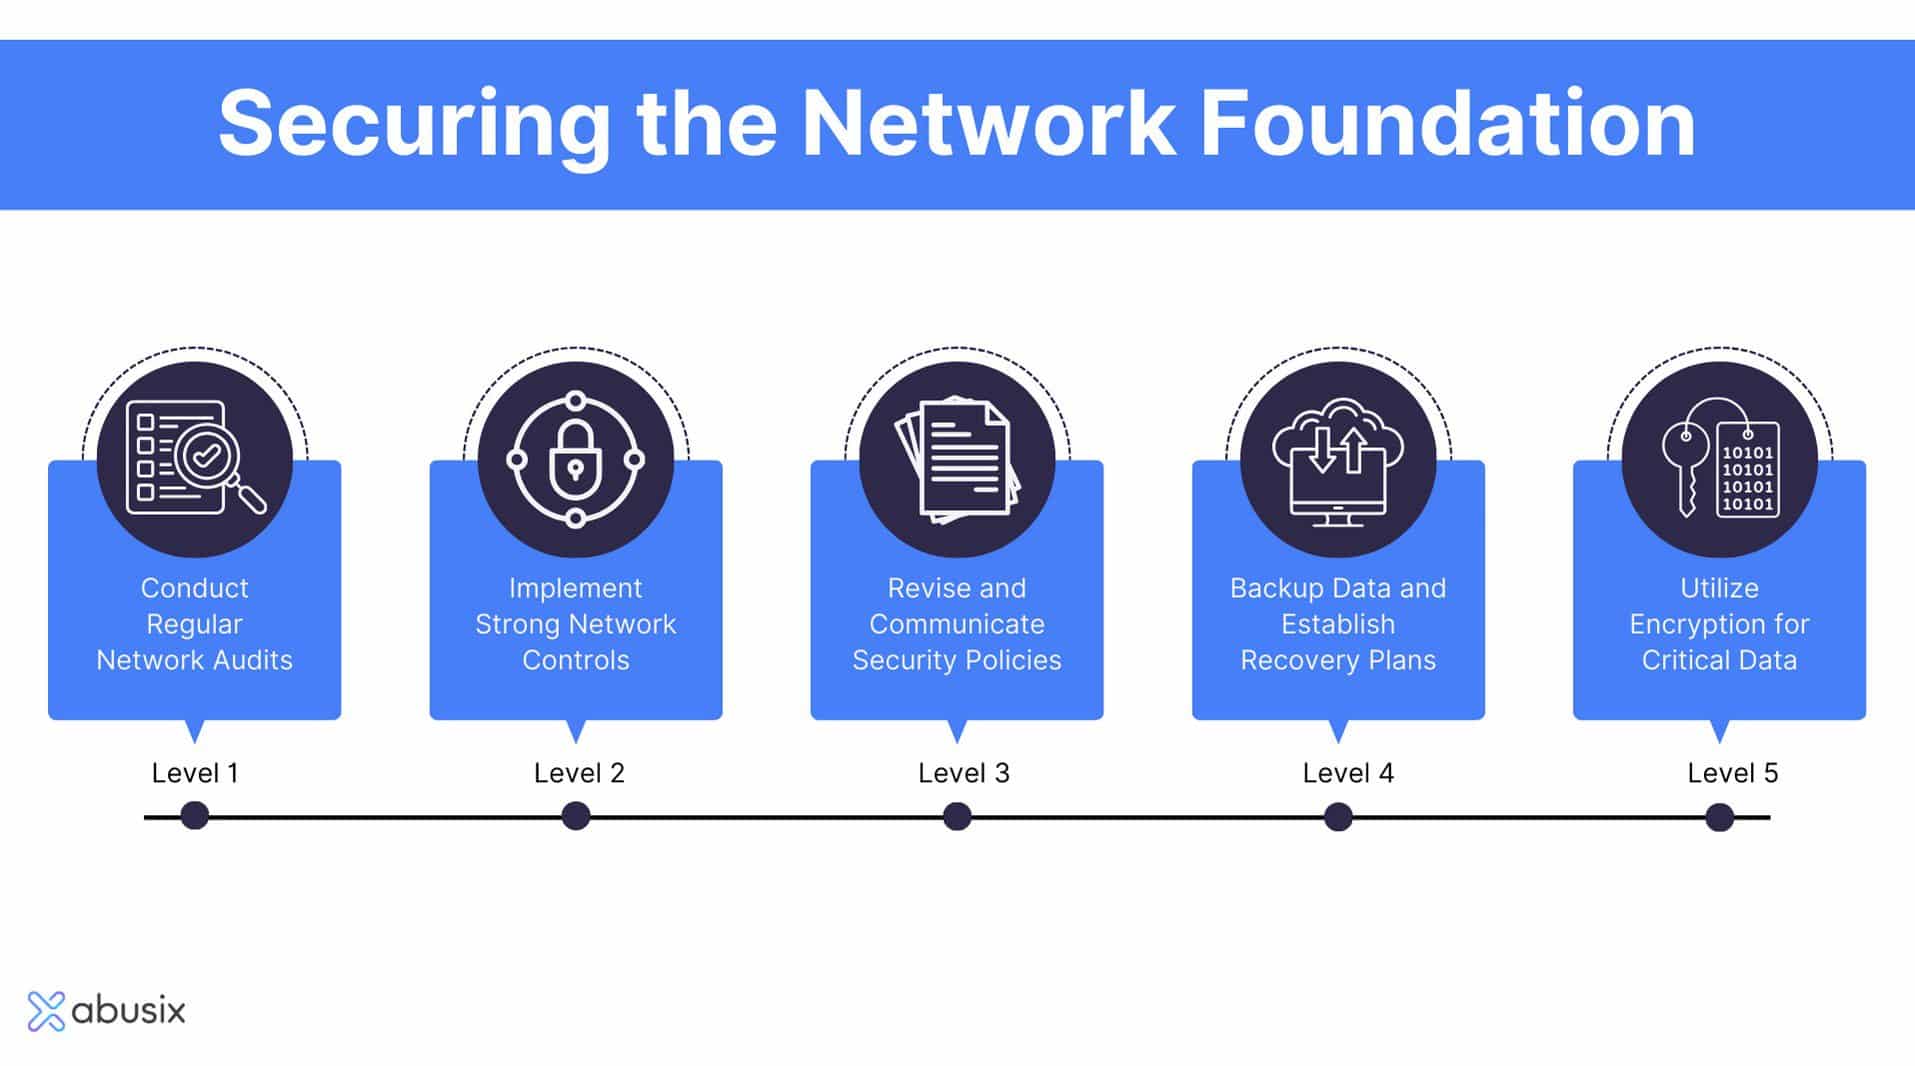 Securing the Network Foundation
10101
10101
10101
10101
Conduct
Regular
Network Audits
Implement
Strong Network
Controls
Revise and
Communicate
Security Policies
Backup Data and
Establish
Recovery Plans
Utilize
Encryption for
Critical Data
Level 1
Level 2
Level 3
Level 4
Level 5
abusix